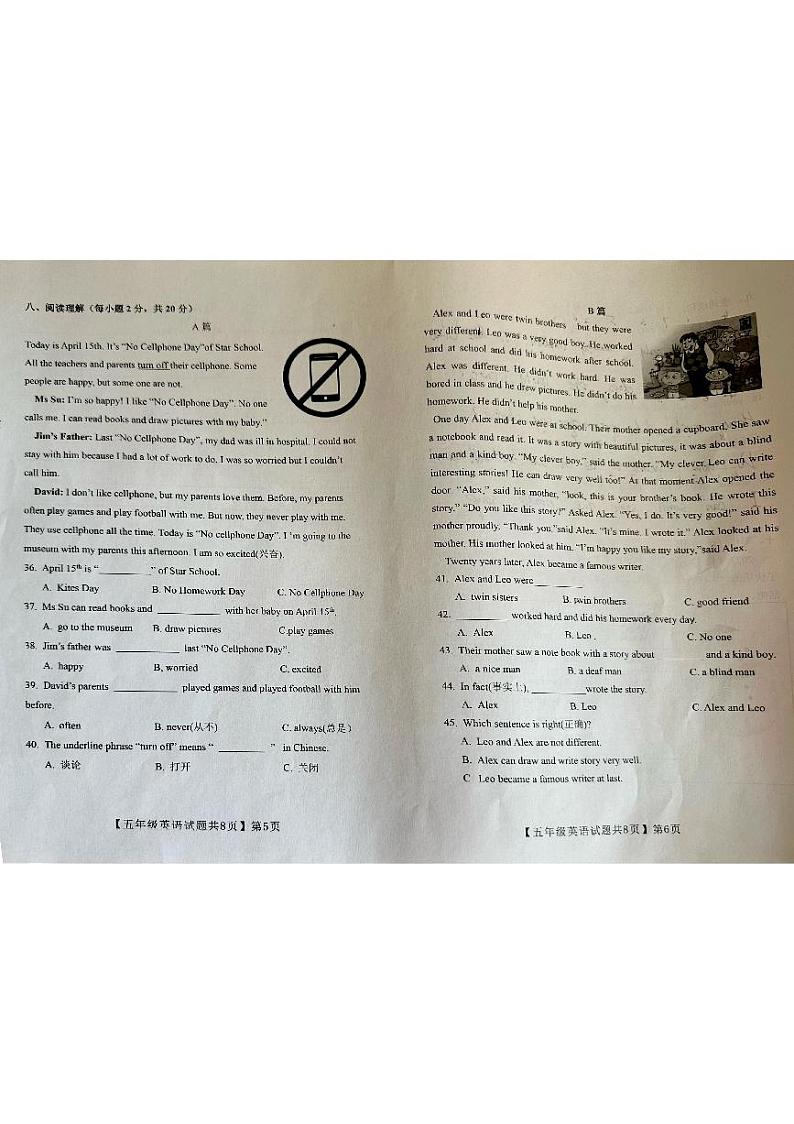 八、阅读理解（每小题2分，共20分）
A 篇
Today is April 15th. It's "No Cellphone Day"of Star School.
All the teachers and parents turn off their cellphone. Some
people are happy, but some one are not.
Ms Su: I'm so happy! I like "No Cellphone Day". No one
calls me. I can read books and draw pictures with my baby."
Jim's Father: Last "No Cellphone Day", my dad was ill in hospital. I could not
stay with him because I had a lot of work to do. I was so worried but I couldn't
call him.
David: I don't like cellphone, but my parents love them. Before, my parents
often play games and play football with me. But now, they never play with me.
They use cellphone all the time. Today is "No cellphone Day". I 'm going to the
museum with my parents this afternoon. I am so excited(兴奋).
36. April 15th is "________" of Star School.
A. Kites Day B. No Homework Day C. No Cellphone Day
37. Ms Su can read books and ________ with her baby on April 15th.
A. go to the museum B. draw pictures C.play games
38. Jim's father was ________ last "No Cellphone Day".
A. happy B, worried C. excited
39. David's parents ________ played games and played football with him
before.
A. often B. never(从不) C. always(总是)
40. The underline phrase "turn off" means " ________ " in Chinese.
A. 谈论 B. 打开 C. 关闭
【五年级英语试题共8页】第5页
B 篇
Alex and Leo were twin brothers but they were
very different. Leo was a very good boy. He worked
hard at school and did his homework after school.
Alex was different. He didn't work hard. He was
bored in class and he drew pictures. He didn't do his
homework. He didn't help his mother.
One day Alex and Leo were at school. Their mother opened a cupboard. She saw
a notebook and read it. It was a story with beautiful pictures, it was about a blind
man and a kind boy. "My clever boy," said the mother. "My clever Leo can write
interesting stories! He can draw very well too!" At that moment Alex opened the
door. "Alex," said his mother, "look, this is your brother's book. He wrote this
story." "Do you like this story?" Asked Alex. "Yes, I do. It's very good!" said his
mother proudly. "Thank you,"said Alex. "It's mine. I wrote it." Alex looked at his
mother. His mother looked at him. "I'm happy you like my story,"said Alex.
Twenty years later, Alex became a famous writer.
41. Alex and Leo were ________
A. twin sisters B. twin brothers C. good friend
42. ________ worked hard and did his homework every day.
A. Alex B. Leo . C. No one
43. Their mother saw a note book with a story about ________ and a kind boy.
A. a nice man B. a deaf man C. a blind man
44. In fact(事实上), ________ wrote the story.
A. Alex B. Leo C. Alex and Leo
45. Which sentence is right(正确)?
A. Leo and Alex are not different.
B. Alex can draw and write story very well.
C Leo became a famous writer at last.
【五年级英语试题共8页】第6页